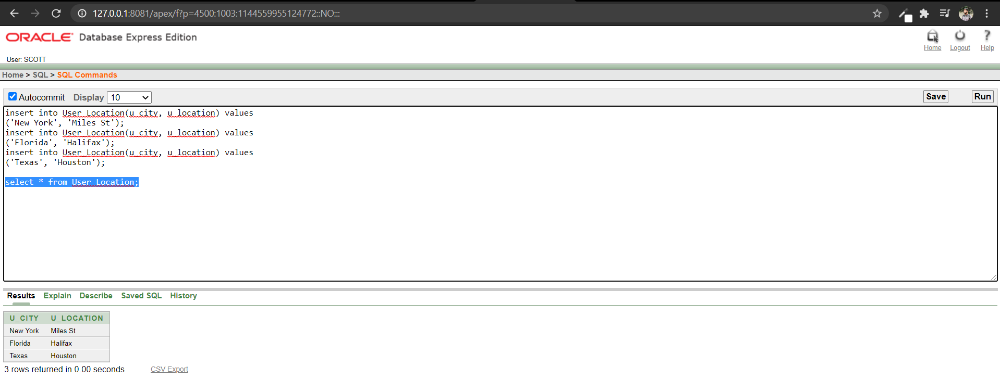 127.0.0.1:8081/apex/f?p=4500:1003:1144559955124772::NO:::
ORACLE Database Express Edition
Home Logout Help
User: SCOTT
Home > SQL > SQL Commands
Autocommit Display 10 Save Run
insert into User_Location(u_city, u_location) values
('New York', 'Miles St');
insert into User_Location(u_city, u_location) values
('Florida', 'Halifax');
insert into User_Location(u_city, u_location) values
('Texas', 'Houston');
select * from User_Location;
Results Explain Describe Saved SQL History
U_CITY U_LOCATION
New York Miles St
Florida Halifax
Texas Houston
3 rows returned in 0.00 seconds CSV Export